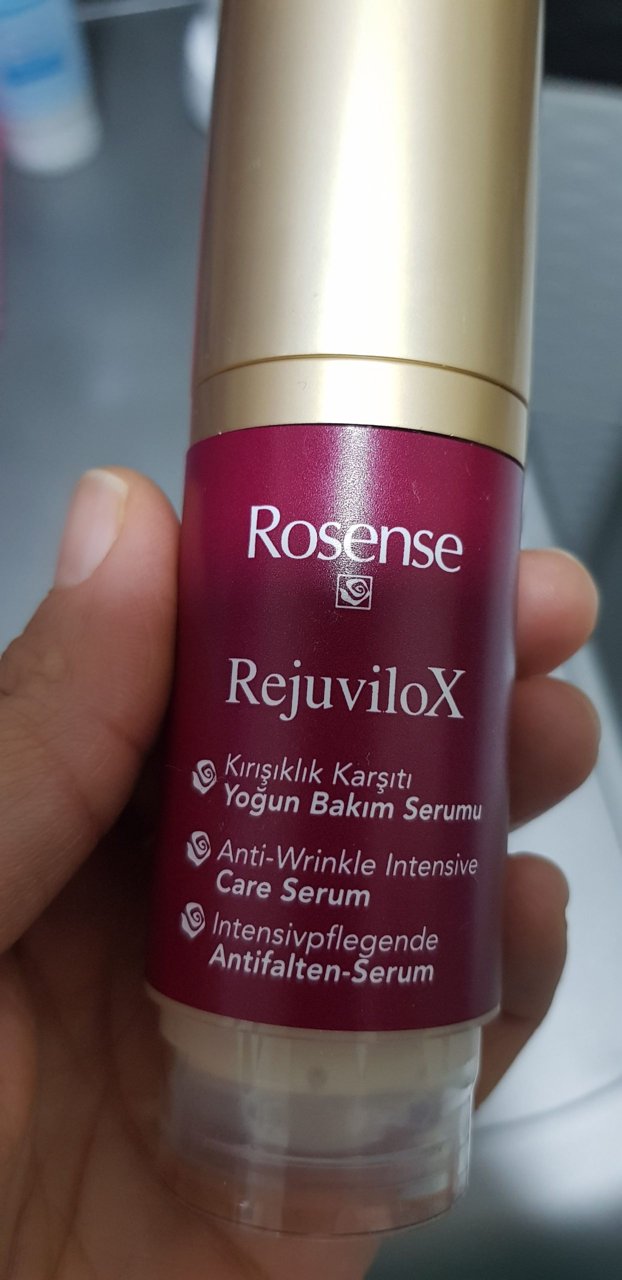 Rosense
RejuviloX
Kırışıklık Karşıtı
Yoğun Bakım Serumu
Anti-Wrinkle Intensive
Care Serum
Intensivpflegende
Antifalten-Serum